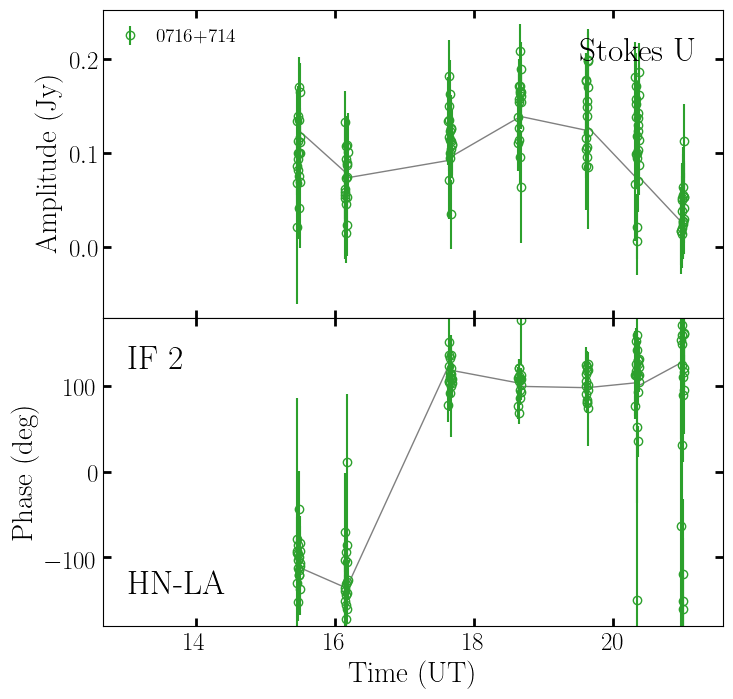 0716+714
Stokes U
0.2
0.1
0.0
Amplitude (Jy)
IF 2
100
0
−100
Phase (deg)
HN-LA
14 16 18 20
Time (UT)